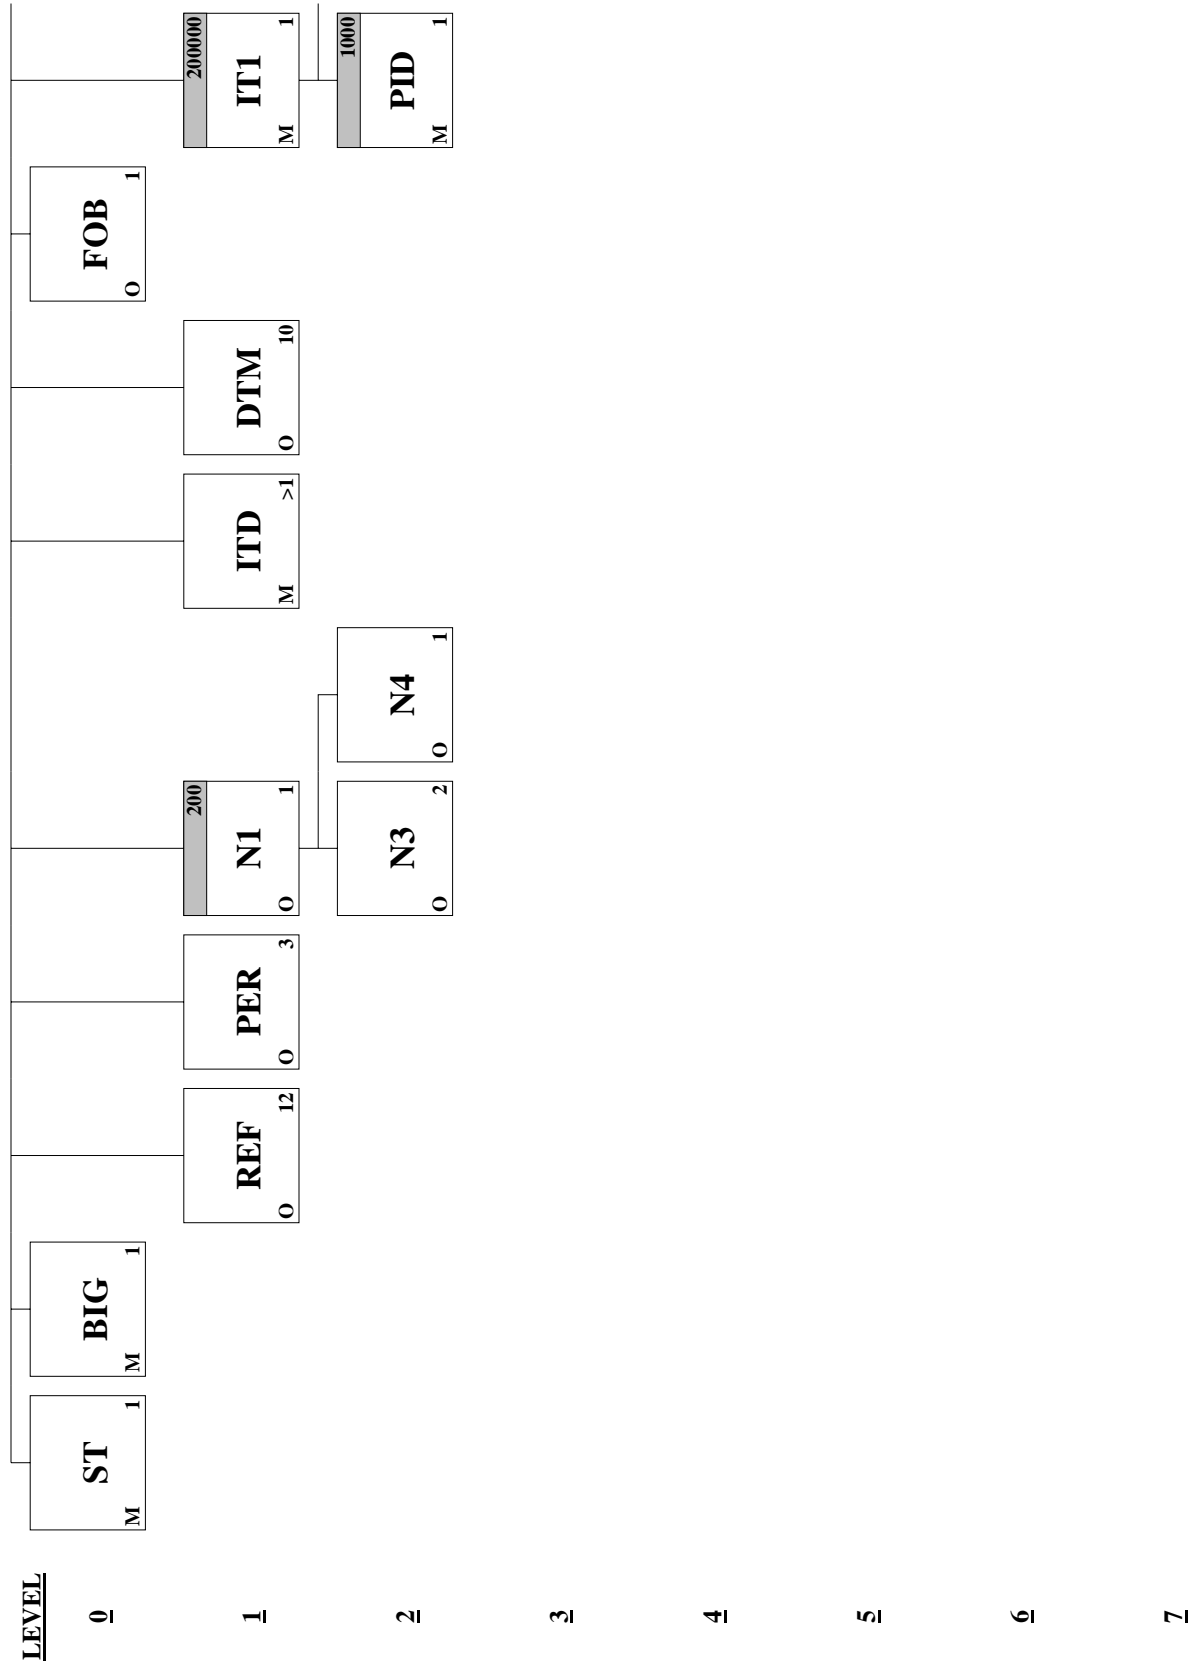 LEVEL
0
1
2
3
4
5
6
7
ST
M 1
BIG
M 1
REF
O 12
PER
O 3
200
N1
O 1
N3
O 2
N4
O 1
ITD
M >1
DTM
O 10
FOB
O 1
200000
IT1
M 1
1000
PID
M 1